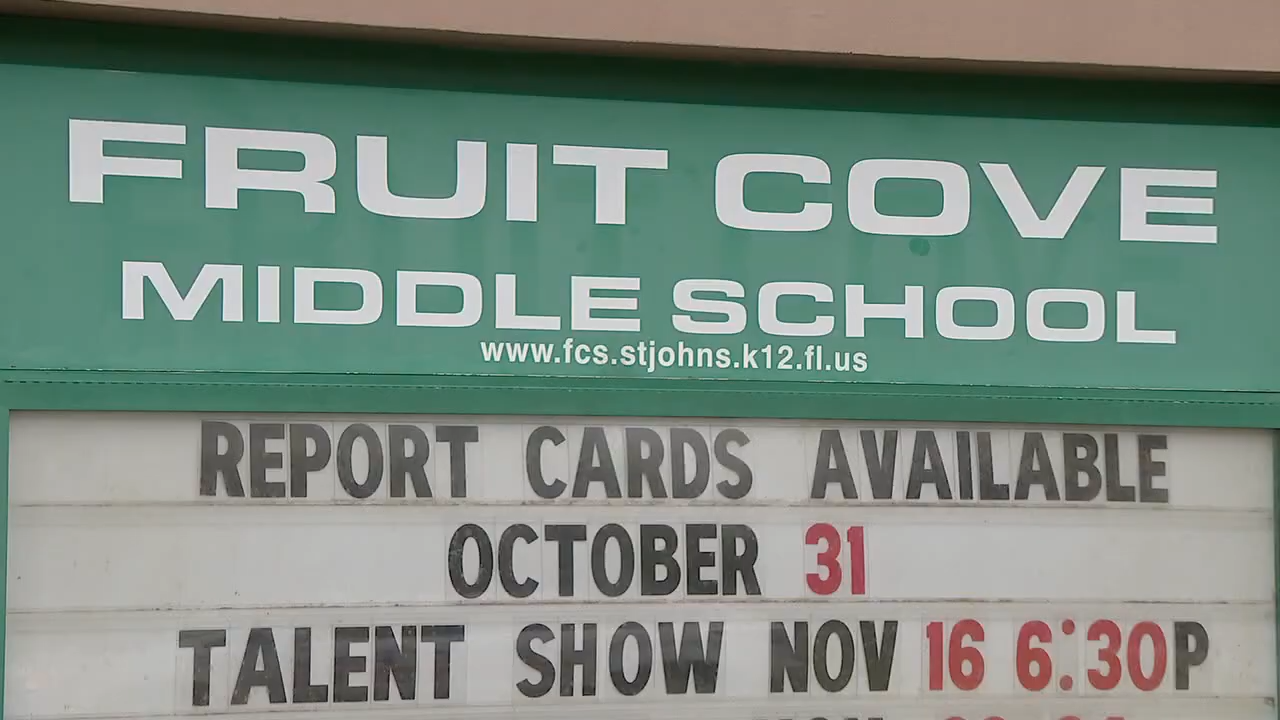 FRUIT COVE
MIDDLE SCHOOL
www.fcs.stjohns.k12.fl.us
REPORT CARDS AVAILABLE
OCTOBER 31
TALENT SHOW NOV 16 6:30P